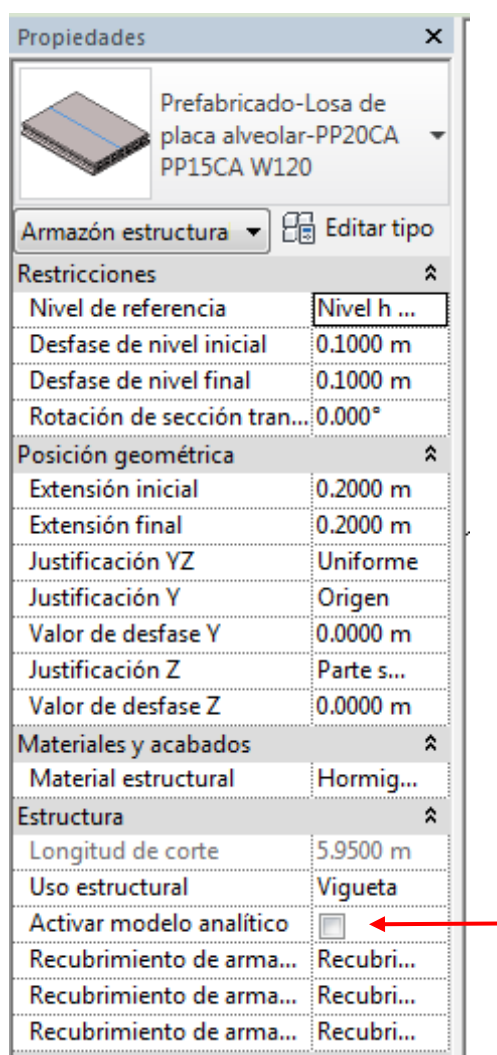 Propiedades
Prefabricado-Losa de
placa alveolar-PP20CA
PP15CA W120
Armazón estructura Editar tipo
Restricciones
Nivel de referencia Nivel h ...
Desfase de nivel inicial 0.1000 m
Desfase de nivel final 0.1000 m
Rotación de sección tran... 0.000°
Posición geométrica
Extensión inicial 0.2000 m
Extensión final 0.2000 m
Justificación YZ Uniforme
Justificación Y Origen
Valor de desfase Y 0.0000 m
Justificación Z Parte s...
Valor de desfase Z 0.0000 m
Materiales y acabados
Material estructural Hormig...
Estructura
Longitud de corte 5.9500 m
Uso estructural Vigueta
Activar modelo analítico
Recubrimiento de arma... Recubri...
Recubrimiento de arma... Recubri...
Recubrimiento de arma... Recubri...